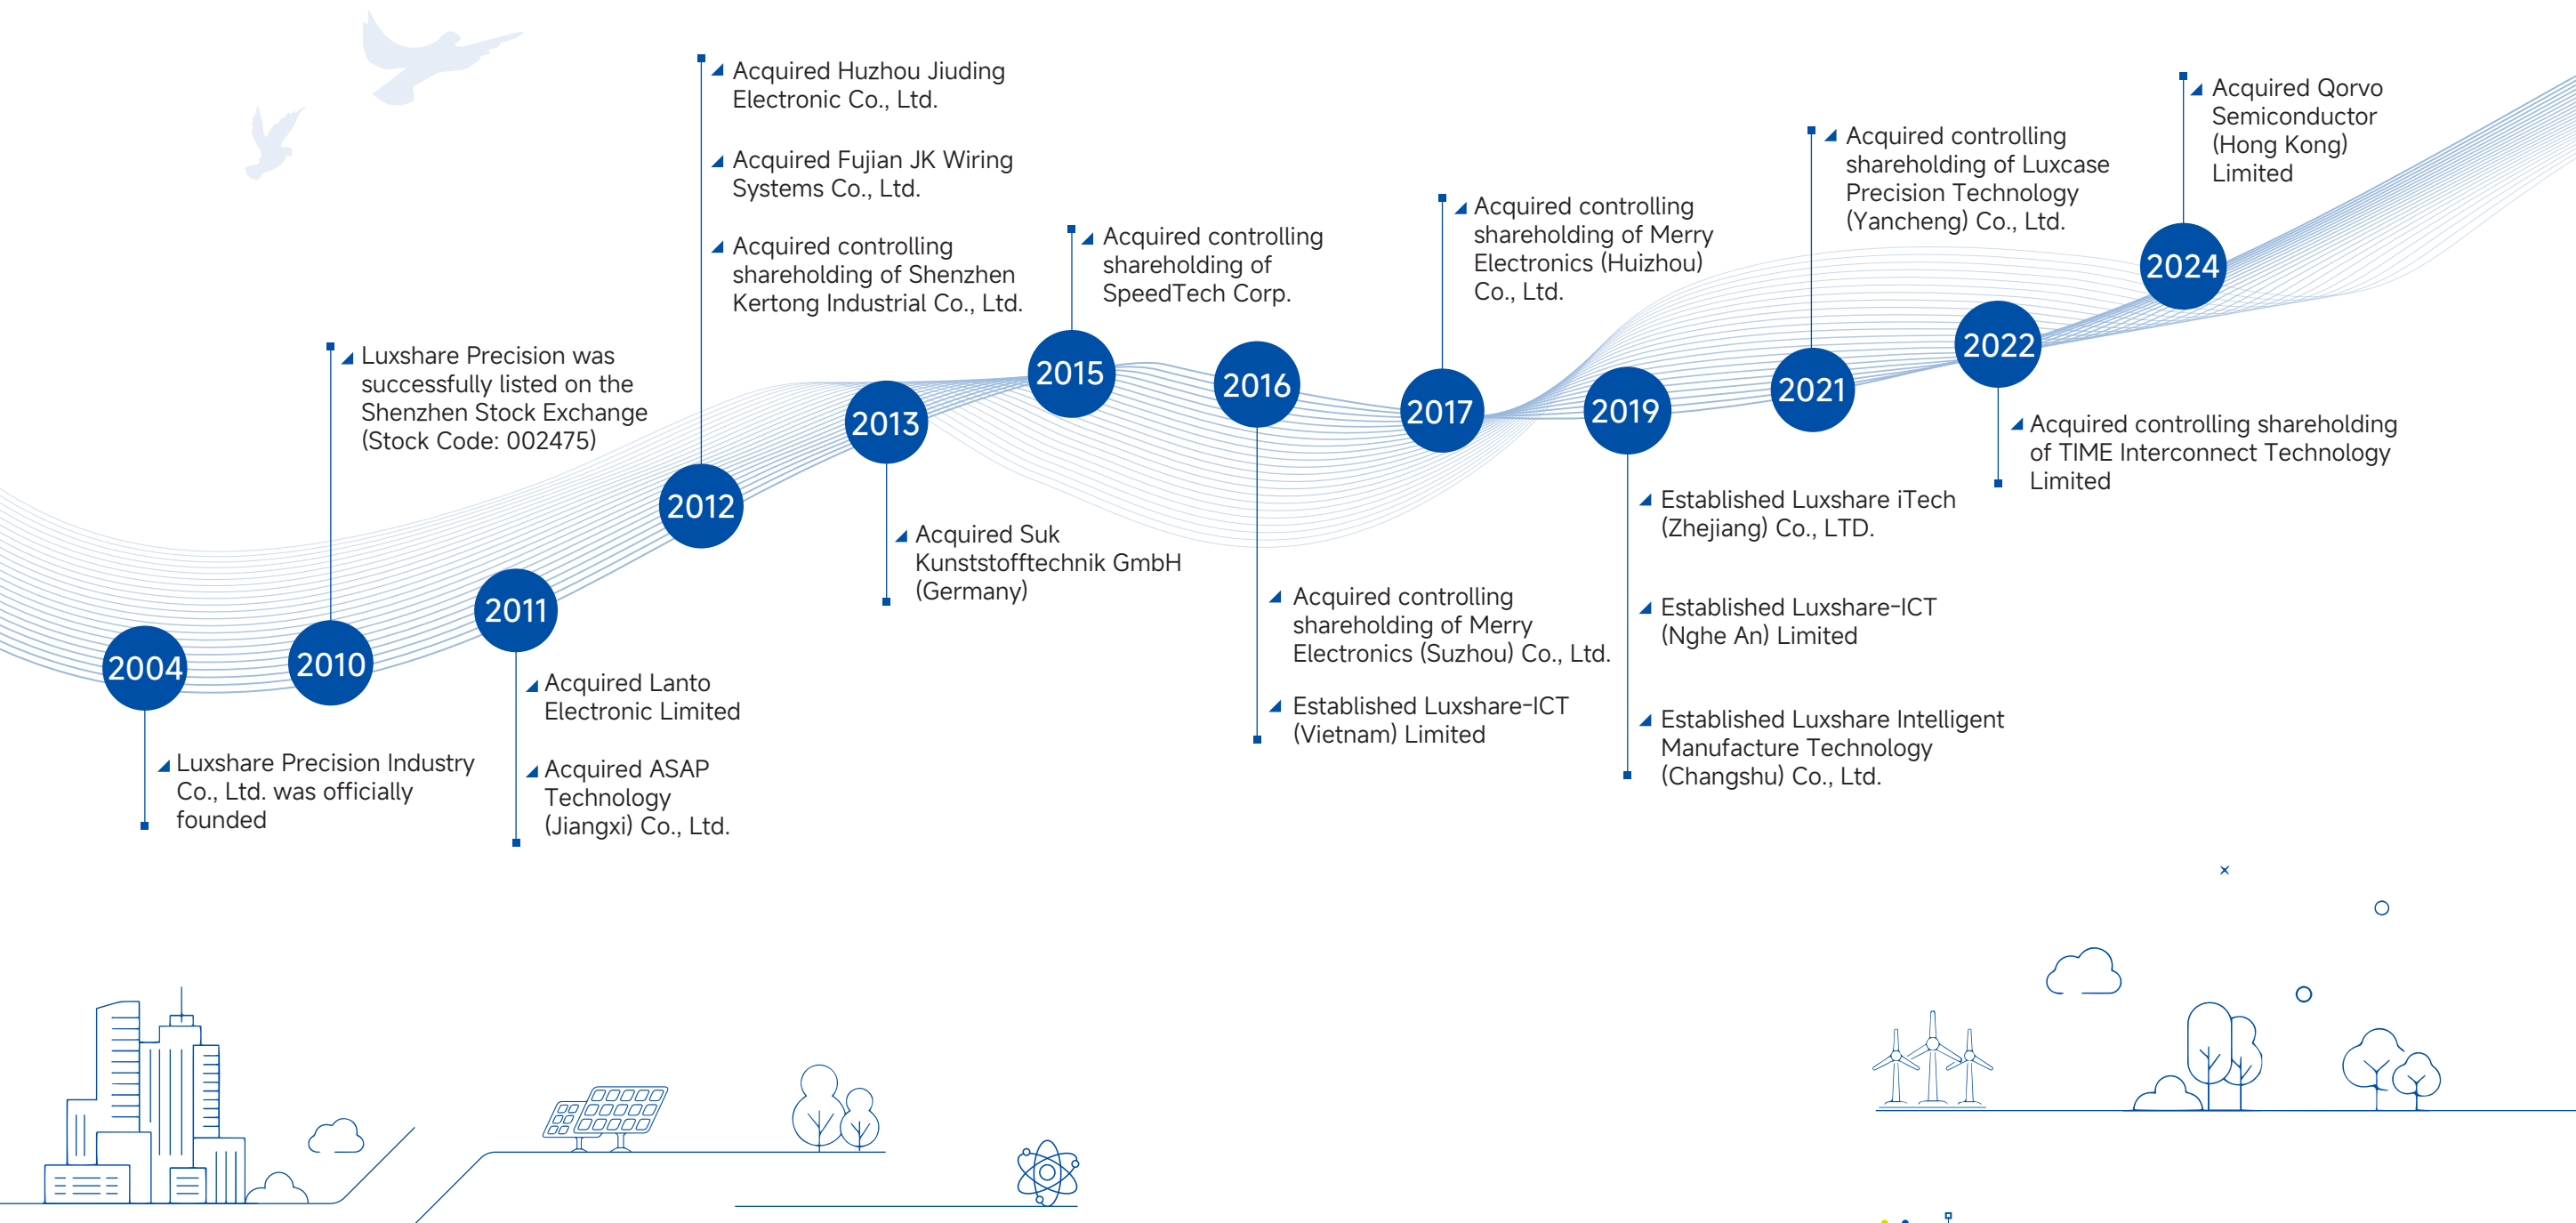 2004
Luxshare Precision Industry
Co., Ltd. was officially
founded
2010
Luxshare Precision was
successfully listed on the
Shenzhen Stock Exchange
(Stock Code: 002475)
2011
Acquired Lanto
Electronic Limited
Acquired ASAP
Technology
(Jiangxi) Co., Ltd.
2012
Acquired Huzhou Jiuding
Electronic Co., Ltd.
Acquired Fujian JK Wiring
Systems Co., Ltd.
Acquired controlling
shareholding of Shenzhen
Kertong Industrial Co., Ltd.
2013
Acquired Suk
Kunststofftechnik GmbH
(Germany)
2015
Acquired controlling
shareholding of
SpeedTech Corp.
2016
Acquired controlling
shareholding of Merry
Electronics (Suzhou) Co., Ltd.
Established Luxshare-ICT
(Vietnam) Limited
2017
Acquired controlling
shareholding of Merry
Electronics (Huizhou)
Co., Ltd.
2019
Established Luxshare iTech
(Zhejiang) Co., LTD.
Established Luxshare-ICT
(Nghe An) Limited
Established Luxshare Intelligent
Manufacture Technology
(Changshu) Co., Ltd.
2021
Acquired controlling
shareholding of Luxcase
Precision Technology
(Yancheng) Co., Ltd.
2022
Acquired controlling shareholding
of TIME Interconnect Technology
Limited
2024
Acquired Qorvo
Semiconductor
(Hong Kong)
Limited